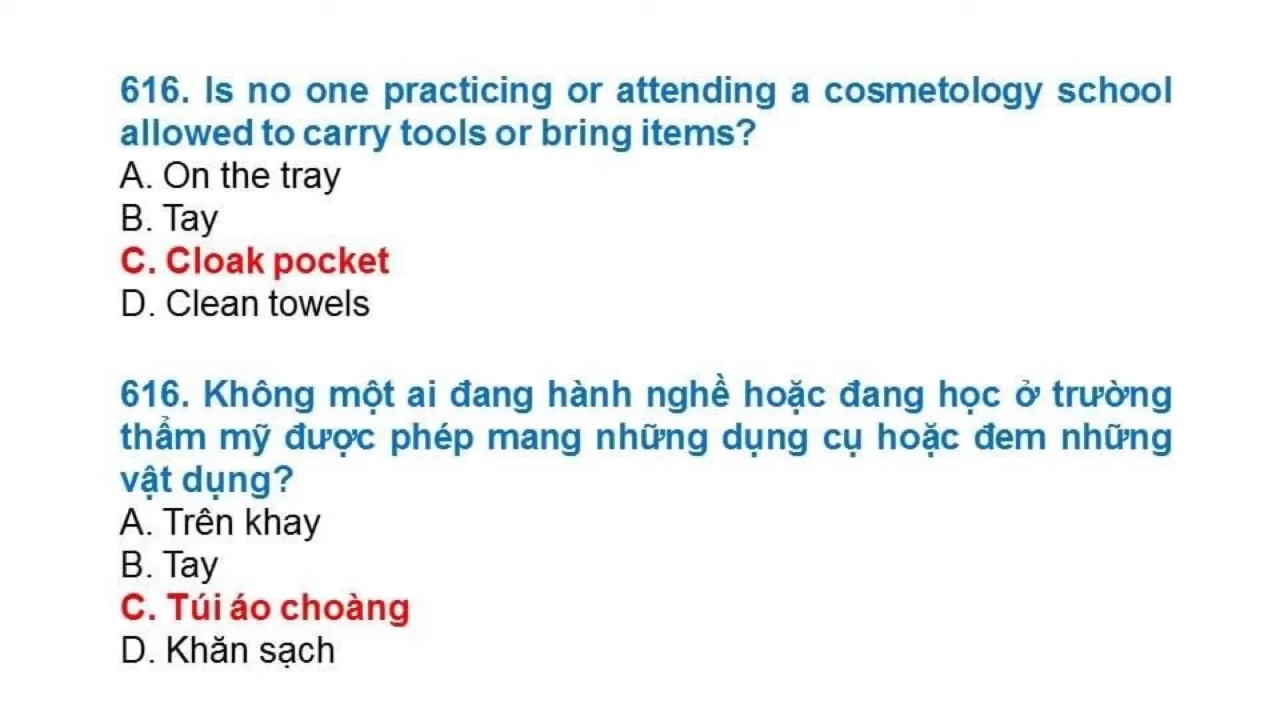 616. Is no one practicing or attending a cosmetology school
allowed to carry tools or bring items?
A. On the tray
B. Tay
C. Cloak pocket
D. Clean towels
616. Không một ai đang hành nghề hoặc đang học ở trường
thẩm mỹ được phép mang những dụng cụ hoặc đem những
vật dụng?
A. Trên khay
B. Tay
C. Túi áo choàng
D. Khăn sạch